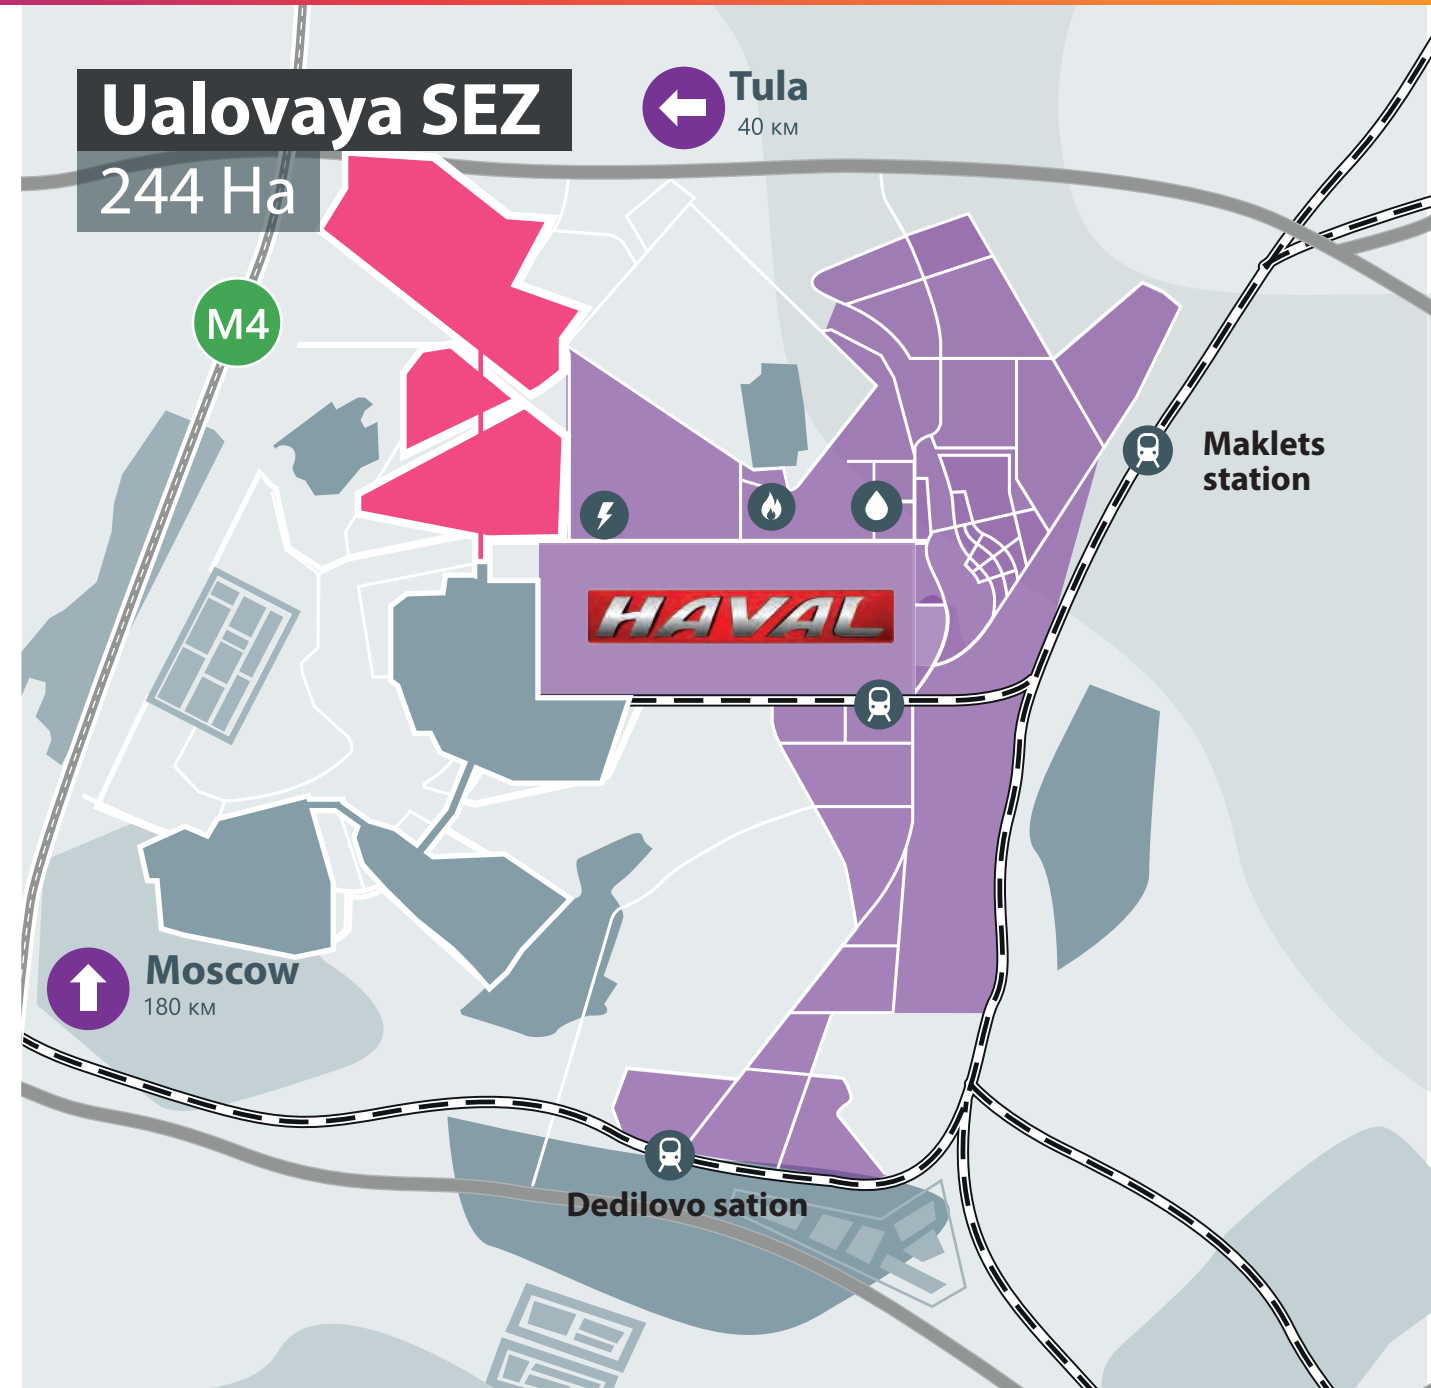 Ualovaya SEZ
244 Ha
Tula
40 км
M4
Maklets
station
HAVAL
Moscow
180 км
Dedilovo sation